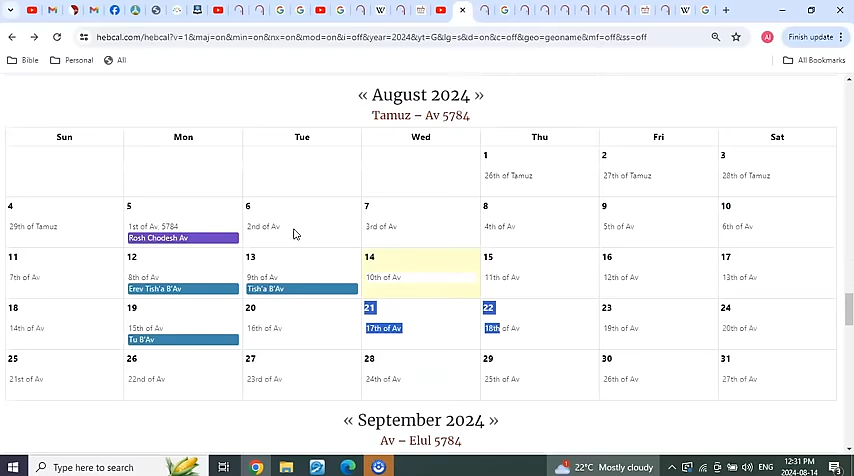 Finish update
hebcal.com/hebcal?v=1&maj=on&min=on&nx=on&mod=on&i=off&year=2024&yt=G&lg=s&d=on&c=off&geo=geoname&mf=off&ss=off
AI
Bible Personal All All Bookmarks
« August 2024 »
Tamuz – Av 5784
Sun Mon Tue Wed Thu Fri Sat
1 2 3
26th of Tamuz 27th of Tamuz 28th of Tamuz
4 5 6 7 8 9 10
29th of Tamuz 1st of Av, 5784 2nd of Av 3rd of Av 4th of Av 5th of Av 6th of Av
Rosh Chodesh Av
11 12 13 14 15 16 17
7th of Av 8th of Av 9th of Av 10th of Av 11th of Av 12th of Av 13th of Av
Erev Tish'a B'Av Tish'a B'Av
18 19 20 21 22 23 24
14th of Av 15th of Av 16th of Av 17th of Av 18th of Av 19th of Av 20th of Av
Tu B'Av
25 26 27 28 29 30 31
21st of Av 22nd of Av 23rd of Av 24th of Av 25th of Av 26th of Av 27th of Av
« September 2024 »
Av – Elul 5784
Type here to search
22°C Mostly cloudy
ENG
12:31 PM
2024-08-14